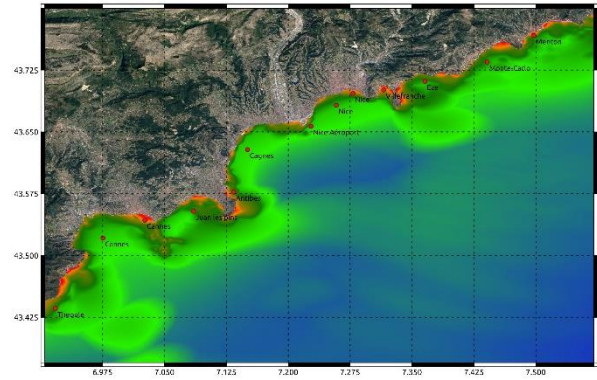 Menton
43.725
Monte-Carlo
Eze
Villefranche
Nice
Nice
43.650
Nice Aéroport
Cagnes
43.575
Antibes
Juan les pins
Cannes
Cannes
43.500
Théoule
43.425
6.975 7.050 7.125 7.200 7.275 7.350 7.425 7.500